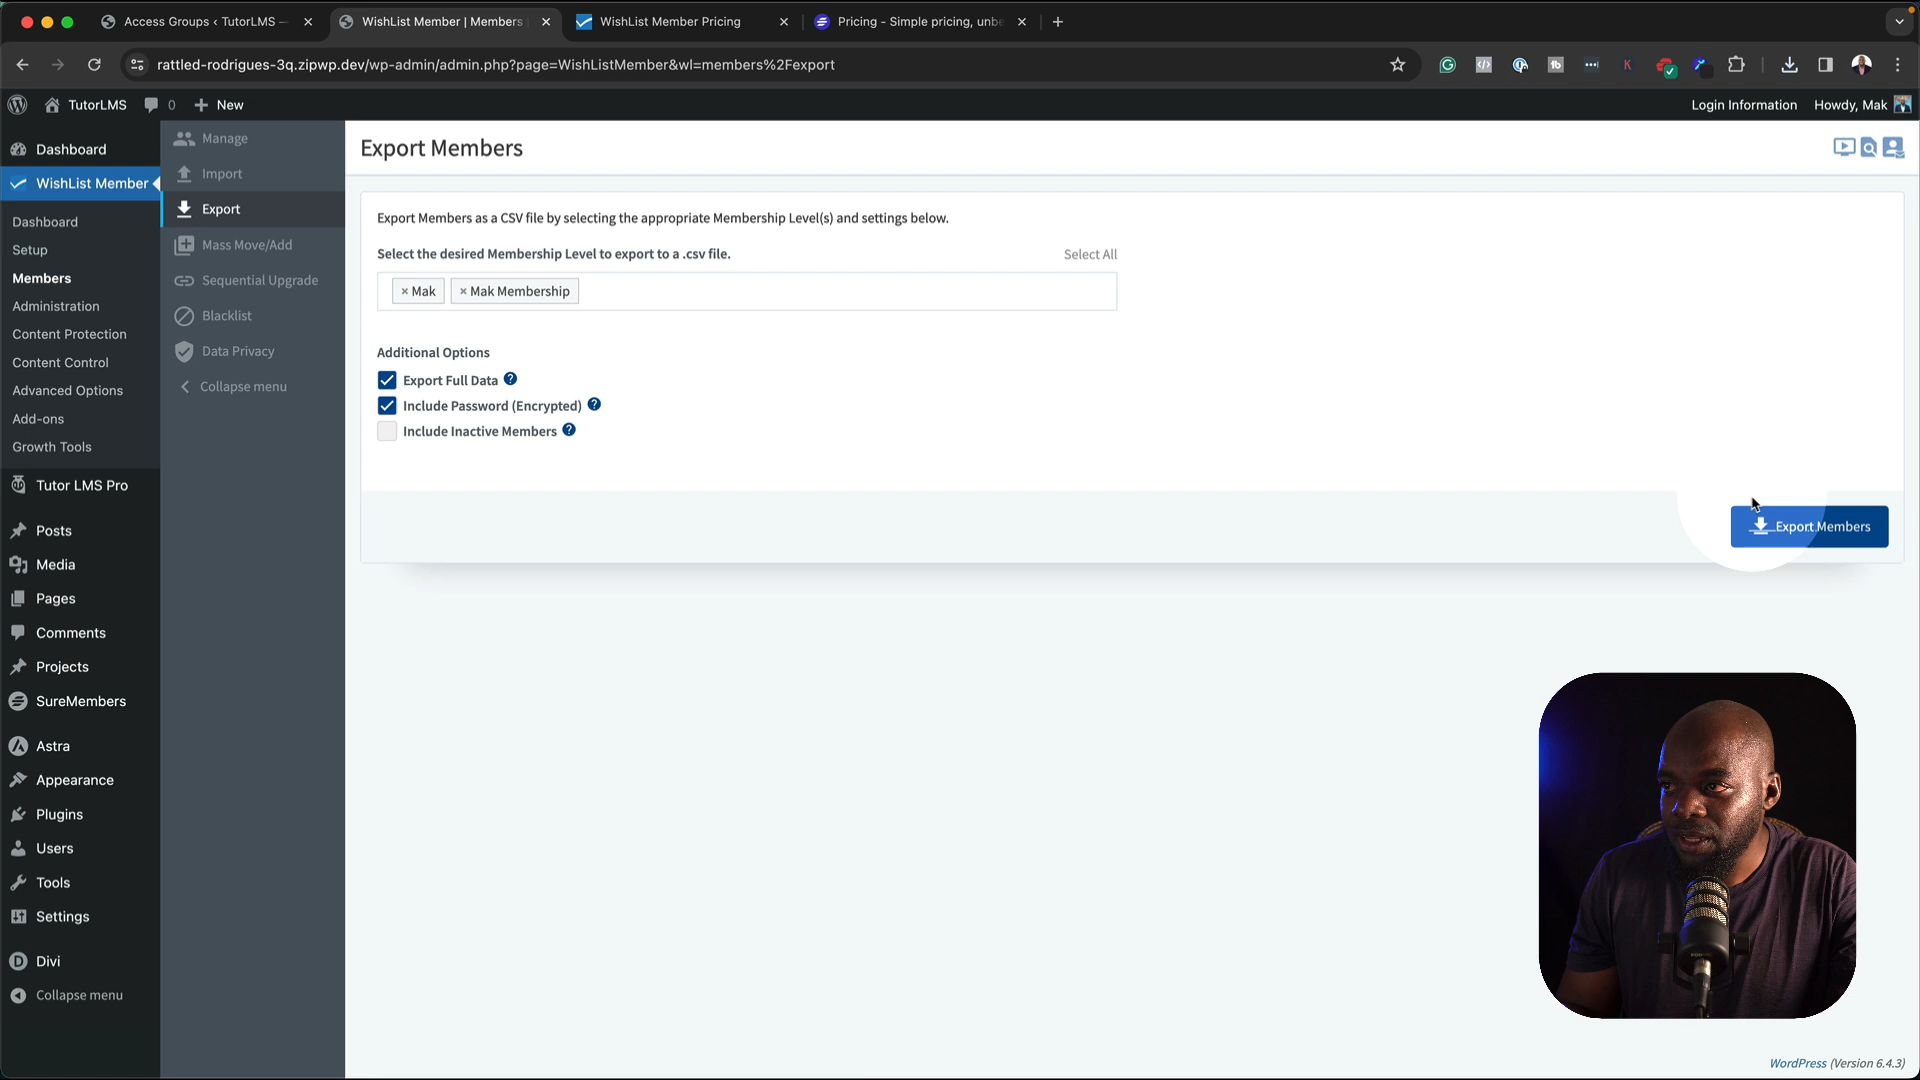 Access Groups ‹ TutorLMS —
WishList Member | Members
WishList Member Pricing
Pricing - Simple pricing, unbe
rattled-rodrigues-3q.zipwp.dev/wp-admin/admin.php?page=WishListMember&wl=members%2Fexport
TutorLMS
0
New
Login Information
Howdy, Mak
Dashboard
WishList Member
Dashboard
Setup
Members
Administration
Content Protection
Content Control
Advanced Options
Add-ons
Growth Tools
Tutor LMS Pro
Posts
Media
Pages
Comments
Projects
SureMembers
Astra
Appearance
Plugins
Users
Tools
Settings
Divi
Collapse menu
Manage
Import
Export
Mass Move/Add
Sequential Upgrade
Blacklist
Data Privacy
Collapse menu
Export Members
Export Members as a CSV file by selecting the appropriate Membership Level(s) and settings below.
Select the desired Membership Level to export to a .csv file.
Select All
× Mak
× Mak Membership
Additional Options
Export Full Data
Include Password (Encrypted)
Include Inactive Members
Export Members
WordPress (Version 6.4.3)